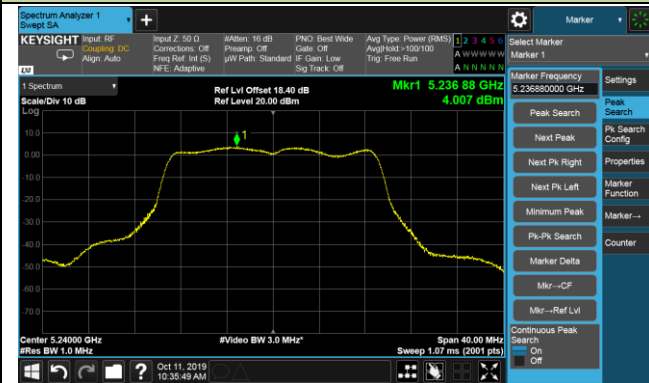 Spectrum Analyzer 1
Swept SA
Marker
KEYSIGHT
LXI
Input: RF
Coupling: DC
Align: Auto
Input Z: 50 Ω
Corrections: Off
Freq Ref: Int (S)
NFE: Adaptive
#Atten: 16 dB
Preamp: Off
µW Path: Standard
PNO: Best Wide
Gate: Off
IF Gain: Low
Sig Track: Off
Avg Type: Power (RMS)
Avg|Hold:>100/100
Trig: Free Run
1 2 3 4 5 6
A W W W W W
A N N N N N
Select Marker
Marker 1
1 Spectrum
Scale/Div 10 dB
Log
Ref Lvl Offset 18.40 dB
Ref Level 20.00 dBm
Mkr1 5.236 88 GHz
4.007 dBm
10.0
0.00
-10.0
-20.0
-30.0
-40.0
-50.0
-60.0
-70.0
1
Center 5.24000 GHz
#Res BW 1.0 MHz
#Video BW 3.0 MHz*
Span 40.00 MHz
Sweep 1.07 ms (2001 pts)
Marker Frequency
5.236880000 GHz
Peak Search
Next Peak
Next Pk Right
Next Pk Left
Minimum Peak
Pk-Pk Search
Marker Delta
Mkr→CF
Mkr→Ref Lvl
Continuous Peak
Search
On
Off
Settings
Peak
Search
Pk Search
Config
Properties
Marker
Function
Marker→
Counter
Oct 11, 2019
10:35:49 AM